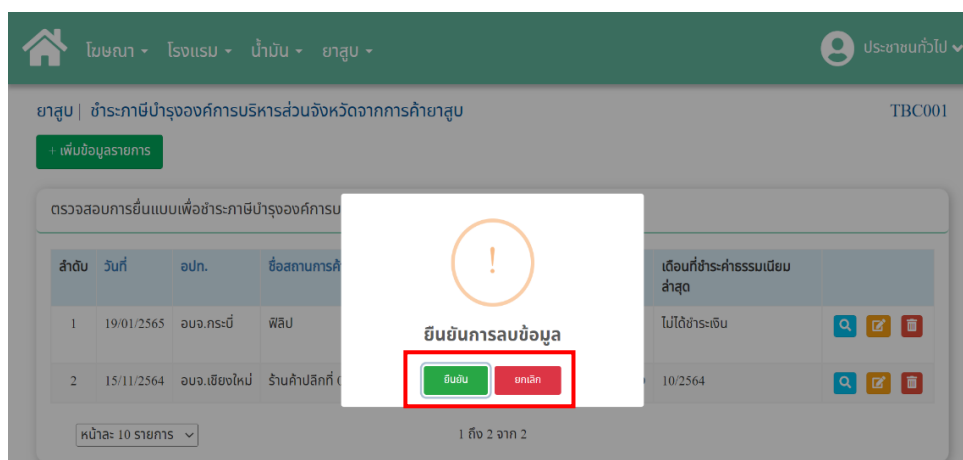 โฆษณา โรงแรม น้ำมัน ยาสูบ ประชาชนทั่วไป
ยาสูบ | ชำระภาษีบำรุงองค์การบริหารส่วนจังหวัดจากการค้ายาสูบ TBC001
+ เพิ่มข้อมูลรายการ
ตรวจสอบการยื่นแบบเพื่อชำระภาษีบำรุงองค์การบ
ลำดับ วันที่ อปท. ชื่อสถานการค้ เดือนที่ชำระค่าธรรมเนียม
ล่าสุด
!
1 19/01/2565 อบจ.กระบี่ ฟิลิป ไม่ได้ชำระเงิน
ยืนยันการลบข้อมูล
2 15/11/2564 อบจ.เชียงใหม่ ร้านค้าปลีกที่ ยืนยัน ยกเลิก 10/2564
หน้าละ 10 รายการ 1 ถึง 2 จาก 2